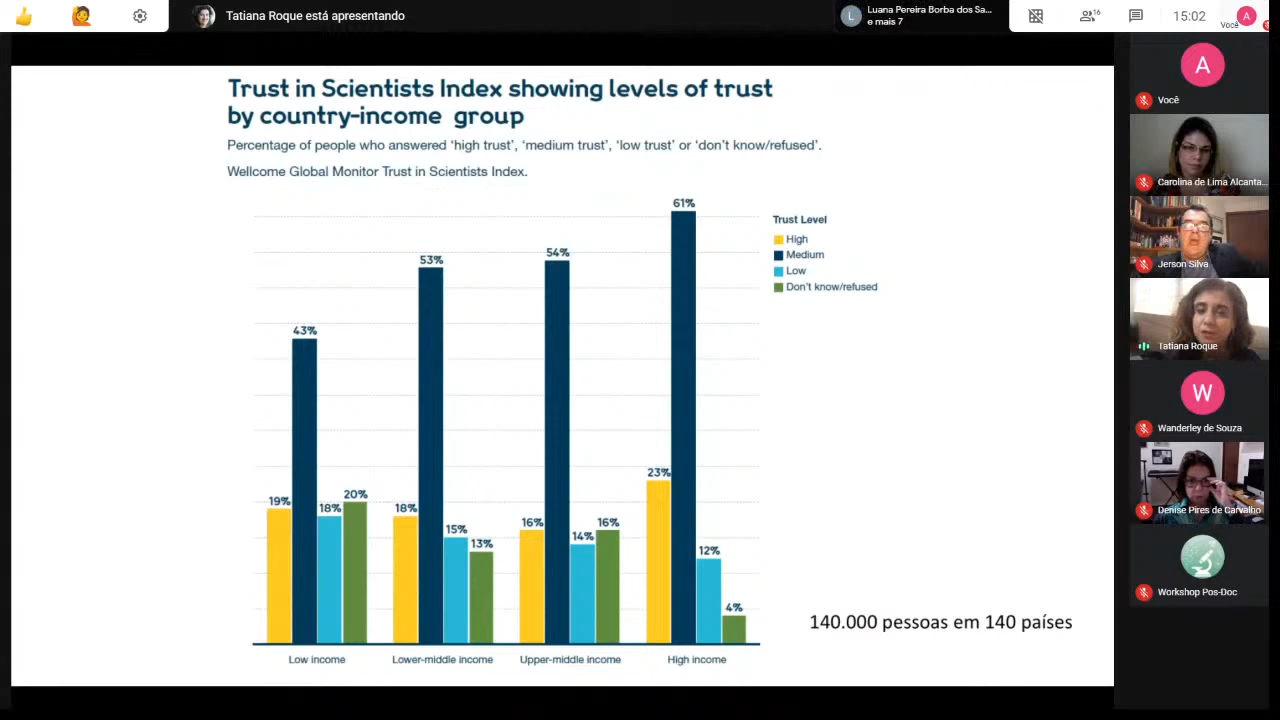 Tatiana Roque está apresentando
L
Luana Pereira Borba dos Sa...
e mais 7
16
15:02
A
Você
Trust in Scientists Index showing levels of trust
by country-income group
Percentage of people who answered ‘high trust’, ‘medium trust’, ‘low trust’ or ‘don’t know/refused’.
Wellcome Global Monitor Trust in Scientists Index.
Trust Level
High
Medium
Low
Don't know/refused
19%
43%
18%
20%
18%
53%
15%
13%
16%
54%
14%
16%
23%
61%
12%
4%
Low income
Lower-middle income
Upper-middle income
High income
140.000 pessoas em 140 países
A
Você
Carolina de Lima Alcanta...
Jerson Silva
Tatiana Roque
W
Wanderley de Souza
Denise Pires de Carvalho
Workshop Pos-Doc